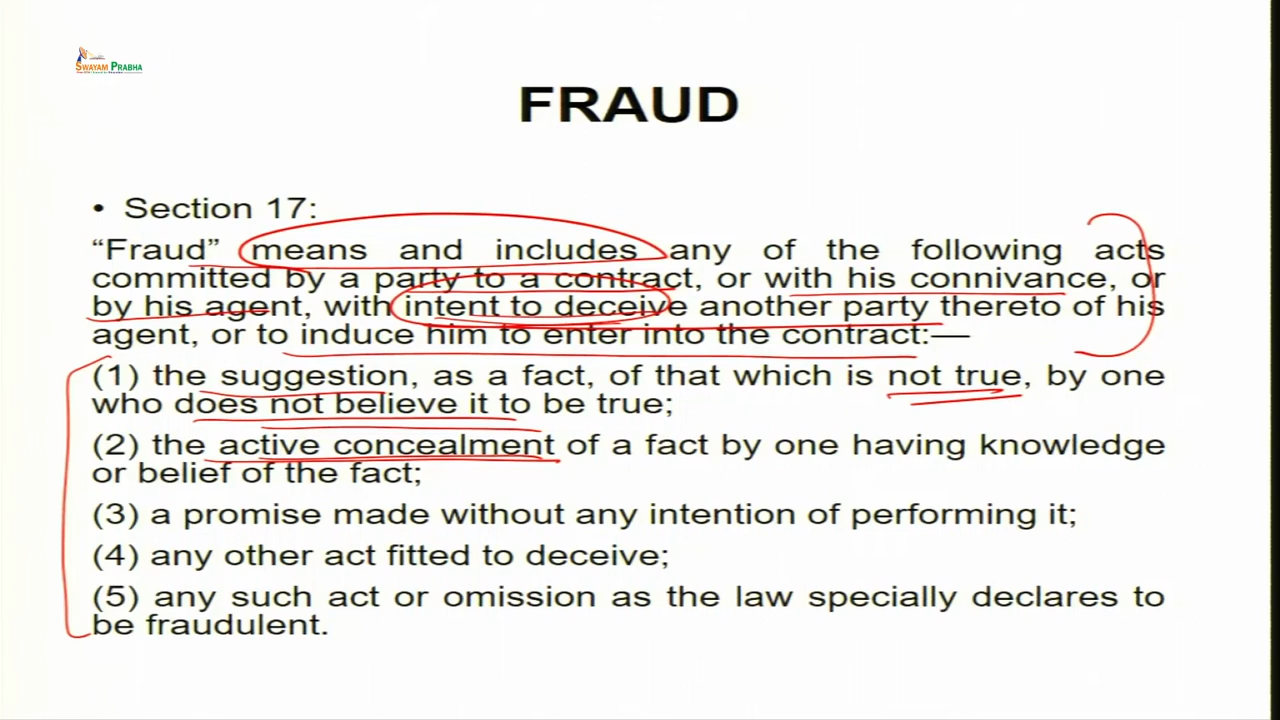 SWAYAM PRABHA
FRAUD
• Section 17:
“Fraud” means and includes any of the following acts
committed by a party to a contract, or with his connivance, or
by his agent, with intent to deceive another party thereto of his
agent, or to induce him to enter into the contract:—
(1) the suggestion, as a fact, of that which is not true, by one
who does not believe it to be true;
(2) the active concealment of a fact by one having knowledge
or belief of the fact;
(3) a promise made without any intention of performing it;
(4) any other act fitted to deceive;
(5) any such act or omission as the law specially declares to
be fraudulent.